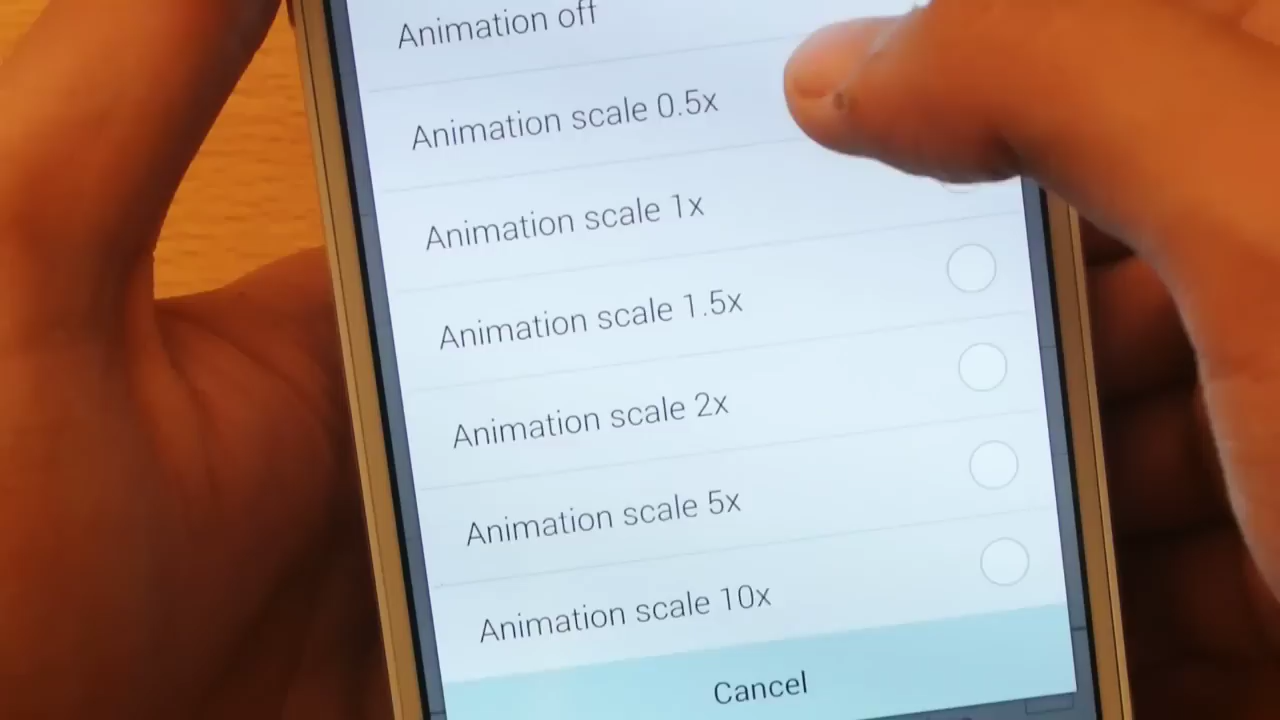 Animation off
Animation scale 0.5x
Animation scale 1x
Animation scale 1.5x
Animation scale 2x
Animation scale 5x
Animation scale 10x
Cancel